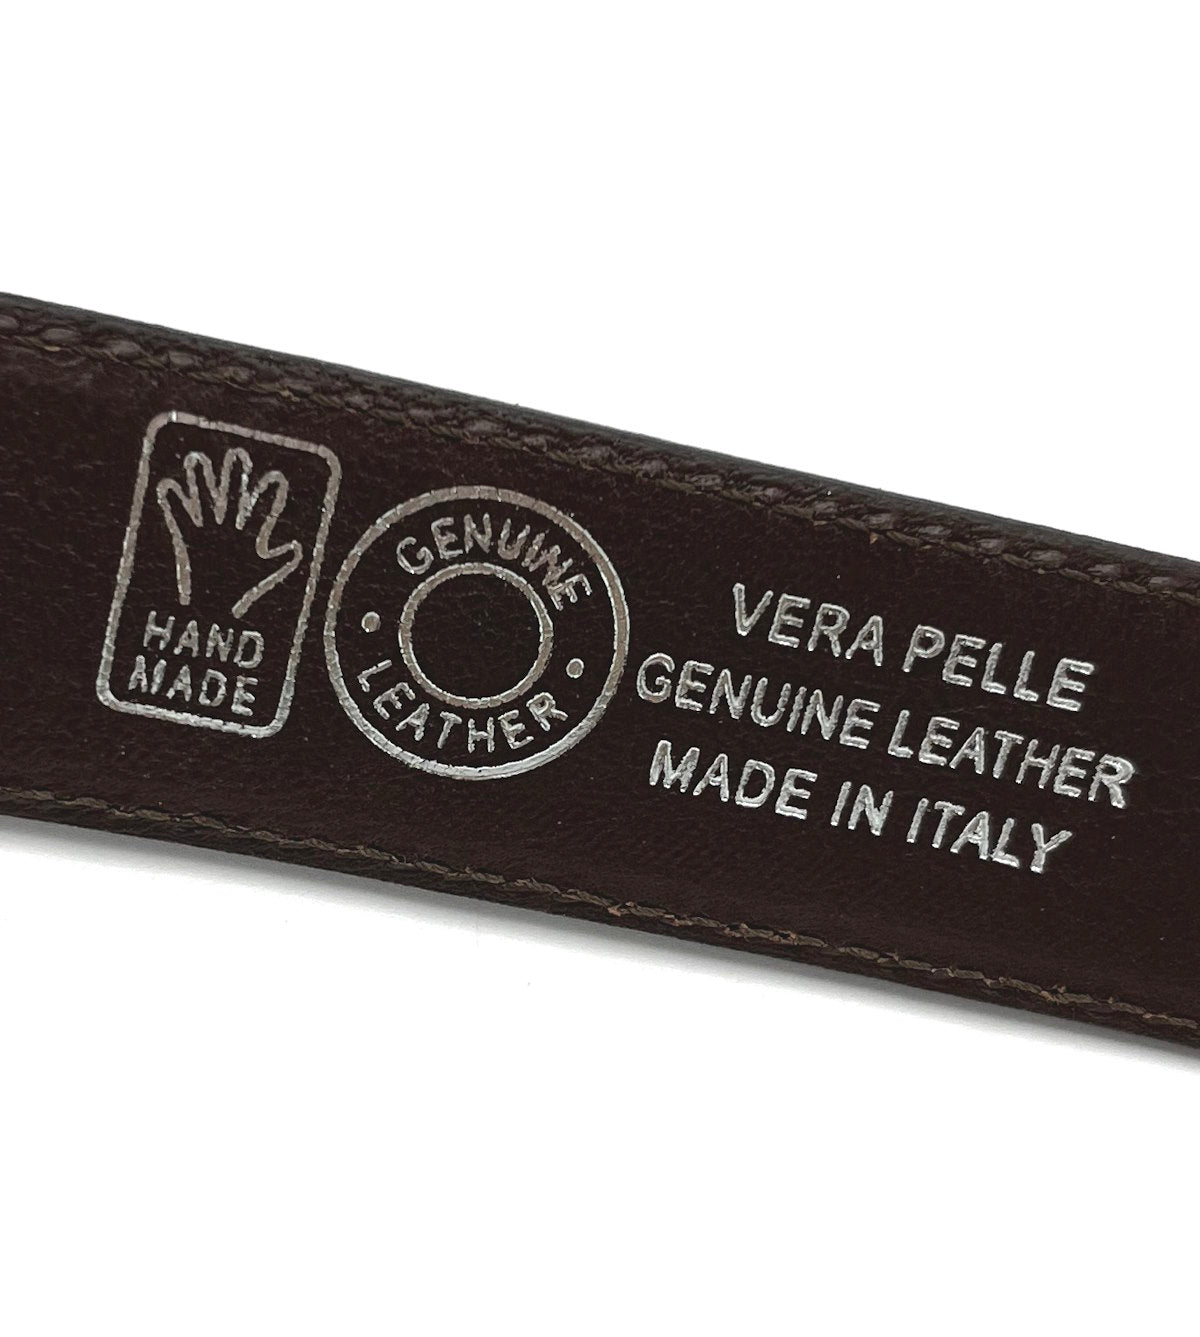 HAND
MADE
GENUINE
LEATHER
VERA PELLE
GENUINE LEATHER
MADE IN ITALY